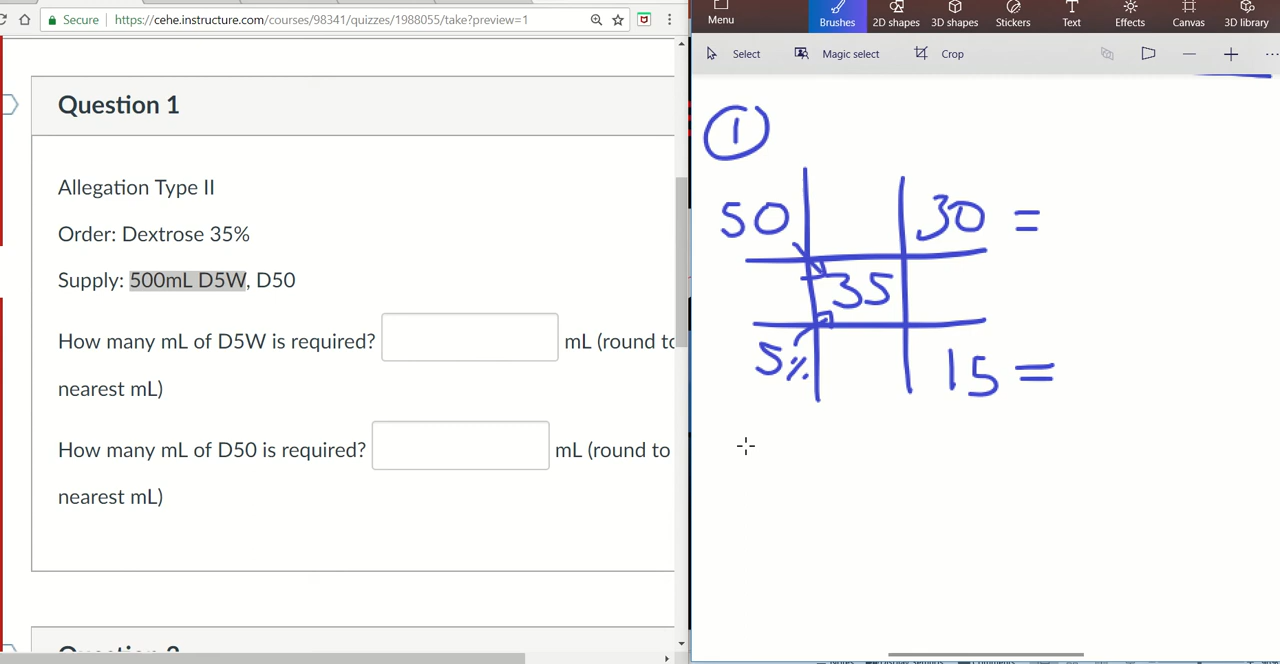 Secure | https://cehe.instructure.com/courses/98341/quizzes/1988055/take?preview=1
Menu
Brushes
2D shapes
3D shapes
Stickers
Text
Effects
Canvas
3D library
Select
Magic select
Crop
Question 1
Allegation Type II
Order: Dextrose 35%
Supply: 500mL D5W, D50
How many mL of D5W is required? mL (round to
nearest mL)
How many mL of D50 is required? mL (round to
nearest mL)
1
50 30 =
35
5% 15 =